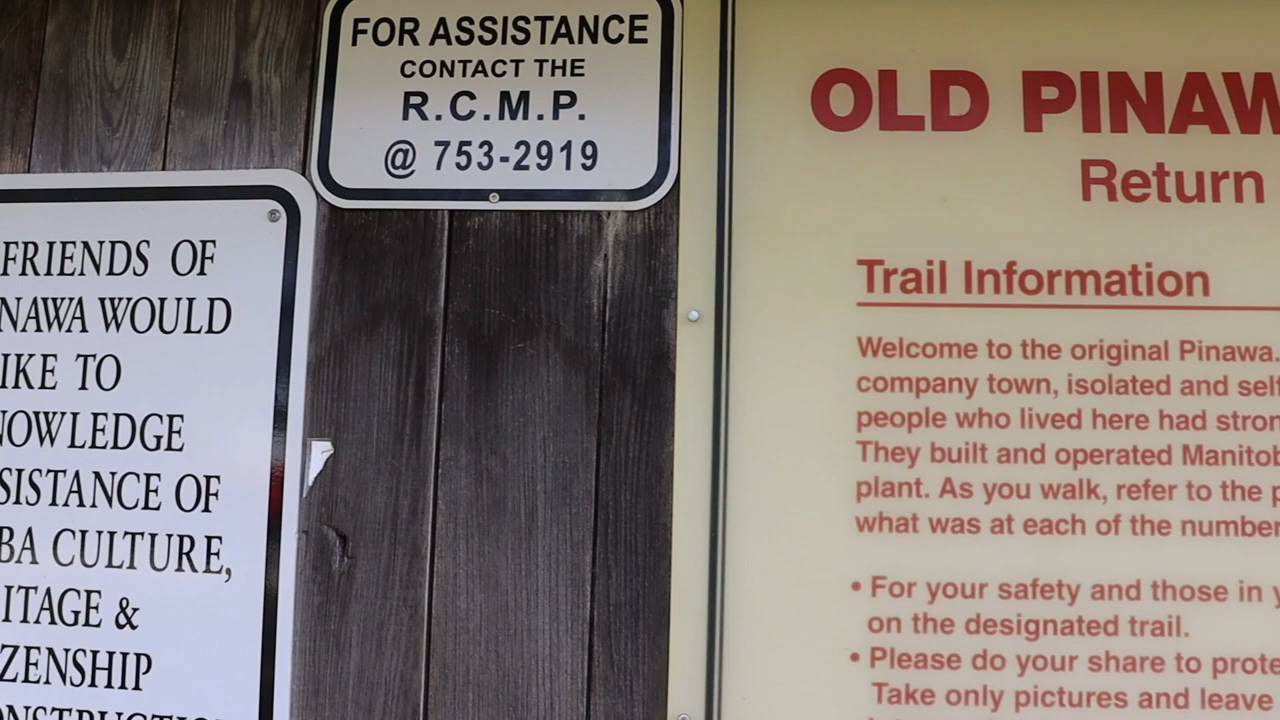 FOR ASSISTANCE
CONTACT THE
R.C.M.P.
@ 753-2919
FRIENDS OF
NAWA WOULD
IKE TO
NOWLEDGE
SISTANCE OF
BA CULTURE,
ITAGE &
ZENSHIP
OLD PINAW
Return
Trail Information
Welcome to the original Pinawa.
company town, isolated and self
people who lived here had stron
They built and operated Manitob
plant. As you walk, refer to the p
what was at each of the number
• For your safety and those in y
on the designated trail.
• Please do your share to prote
Take only pictures and leave